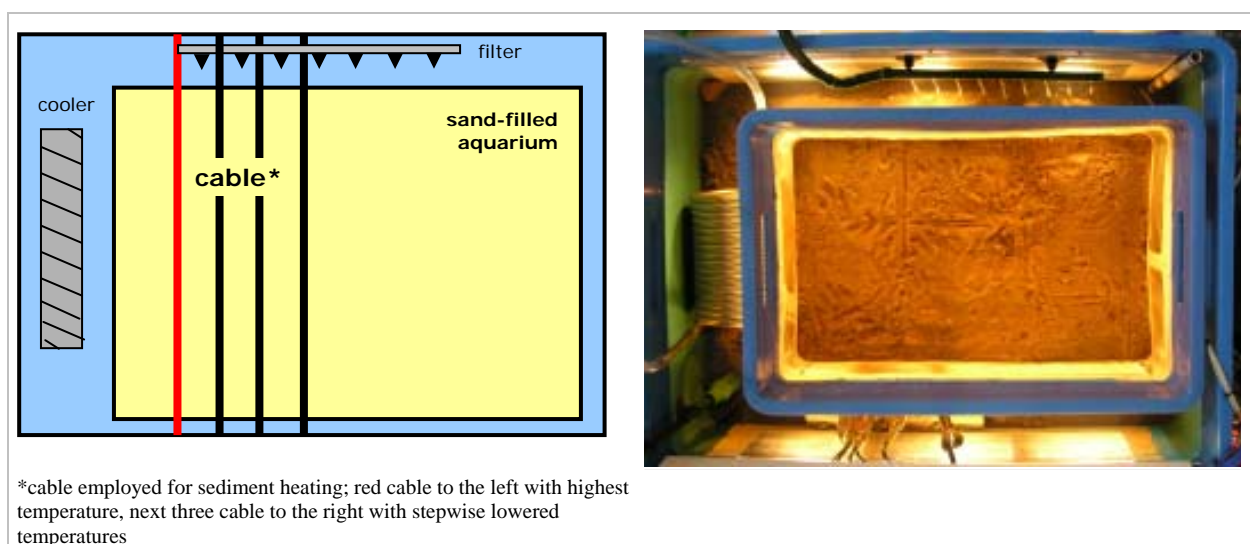 filter
cooler
sand-filled
aquarium
cable*
*cable employed for sediment heating; red cable to the left with highest
temperature, next three cable to the right with stepwise lowered
temperatures